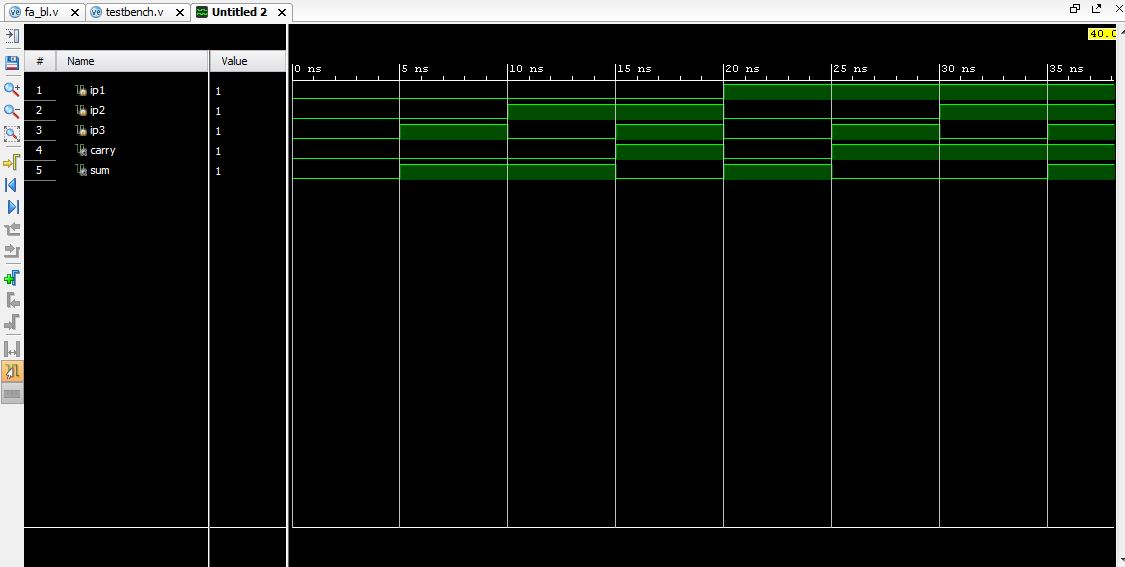 fa_bl.v testbench.v Untitled 2
40.0
# Name Value
0 ns 5 ns 10 ns 15 ns 20 ns 25 ns 30 ns 35 ns
1 ip1 1
2 ip2 1
3 ip3 1
4 carry 1
5 sum 1